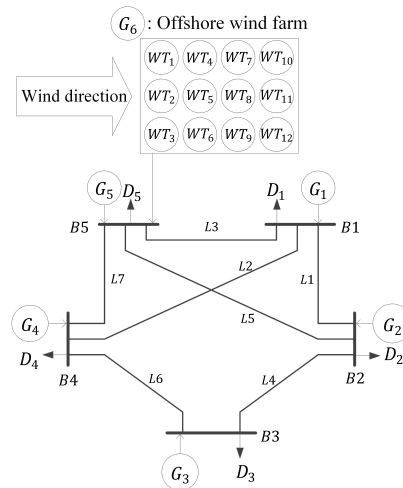 G₆ : Offshore wind farm
WT₁ WT₄ WT₇ WT₁₀
Wind direction
WT₂ WT₅ WT₈ WT₁₁
WT₃ WT₆ WT₉ WT₁₂
G₅ D₅ D₁ G₁
B5 L3 B1
L7 L2 L1
G₄ L5 G₂
D₄ B4 B2 D₂
L6 L4
B3
G₃ D₃